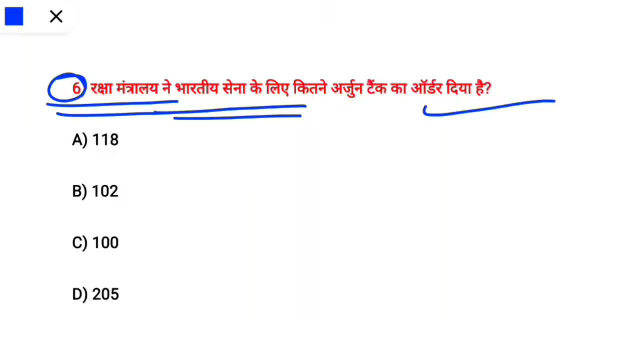 6 रक्षा मंत्रालय ने भारतीय सेना के लिए कितने अर्जुन टैंक का ऑर्डर दिया है?
A) 118
B) 102
C) 100
D) 205